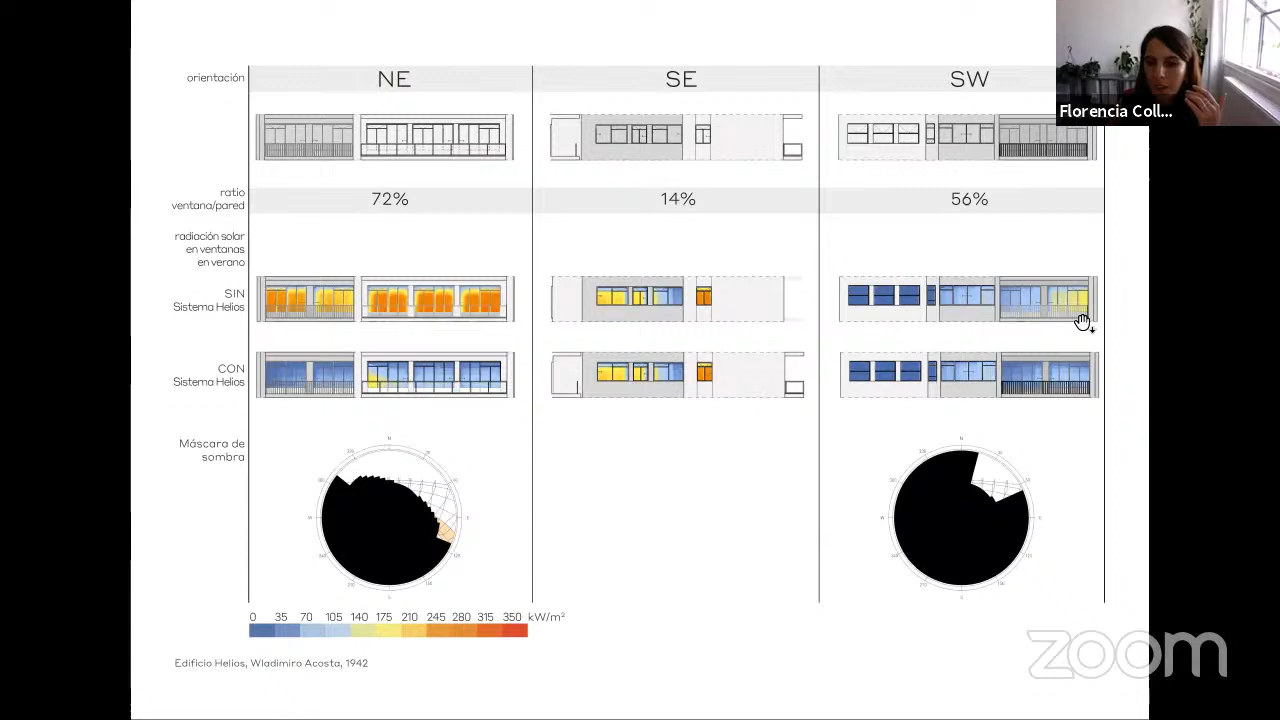 Florencia Coll...
orientación
NE
SE
SW
ratio
ventana/pared
72%
14%
56%
radiación solar
en ventanas
en verano
SIN
Sistema Helios
CON
Sistema Helios
Máscara de
sombra
N
N
W
E
W
E
0 35 70 105 140 175 210 245 280 315 350 kW/m²
Edificio Helios, Wladimiro Acosta, 1942
zoom